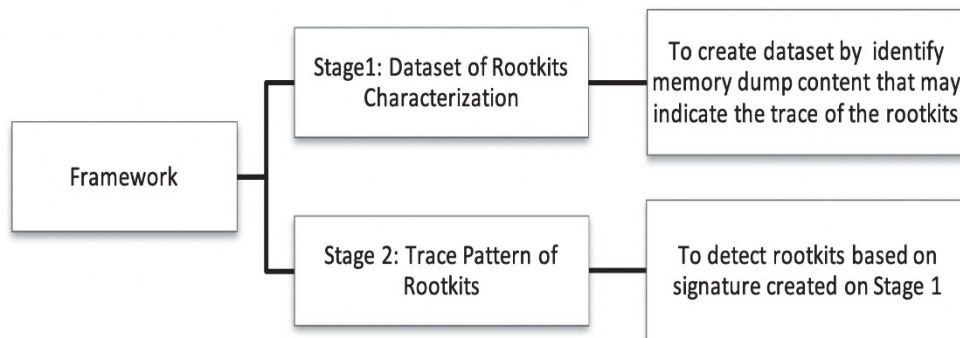 Stage1: Dataset of Rootkits
Characterization
To create dataset by identify
memory dump content that may
indicate the trace of the rootkits
Framework
Stage 2: Trace Pattern of
Rootkits
To detect rootkits based on
signature created on Stage 1